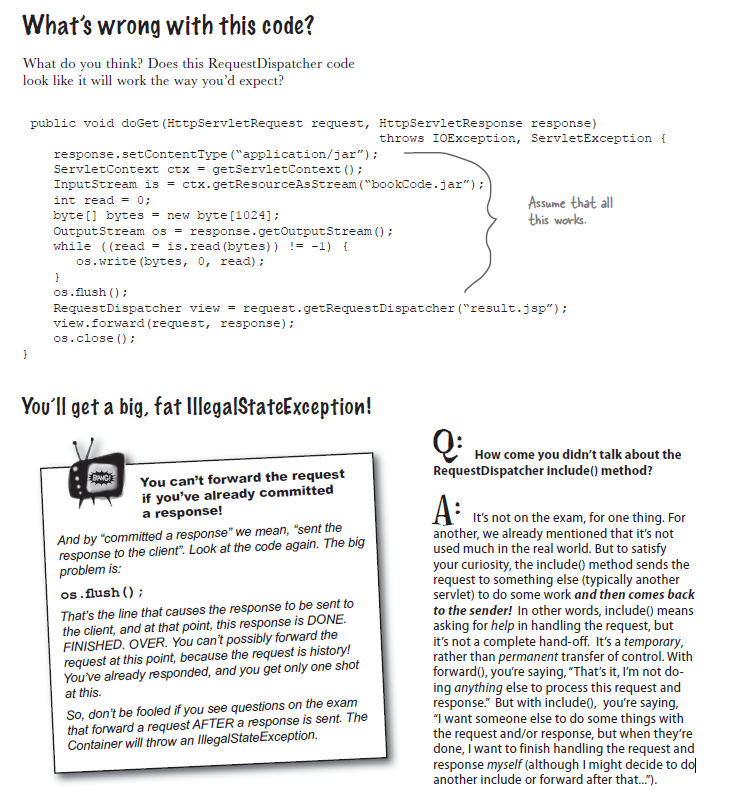 What's wrong with this code?
What do you think? Does this RequestDispatcher code
look like it will work the way you'd expect?
public void doGet(HttpServletRequest request, HttpServletResponse response)
throws IOException, ServletException {
response.setContentType(“application/jar”);
ServletContext ctx = getServletContext();
InputStream is = ctx.getResourceAsStream(“bookCode.jar”);
int read = 0;
byte[] bytes = new byte[1024];
OutputStream os = response.getOutputStream();
while ((read = is.read(bytes)) != -1) {
os.write(bytes, 0, read);
}
os.flush();
RequestDispatcher view = request.getRequestDispatcher(“result.jsp”);
view.forward(request, response);
os.close();
}
Assume that all
this works.
You'll get a big, fat IllegalStateException!
BANG!
You can't forward the request
if you've already committed
a response!
And by “committed a response” we mean, “sent the
response to the client”. Look at the code again. The big
problem is:
os.flush();
That's the line that causes the response to be sent to
the client, and at that point, this response is DONE.
FINISHED. OVER. You can't possibly forward the
request at this point, because the request is history!
You've already responded, and you get only one shot
at this.
So, don't be fooled if you see questions on the exam
that forward a request AFTER a response is sent. The
Container will throw an IllegalStateException.
Q: How come you didn't talk about the
RequestDispatcher include() method?
A: It's not on the exam, for one thing. For
another, we already mentioned that it's not
used much in the real world. But to satisfy
your curiosity, the include() method sends the
request to something else (typically another
servlet) to do some work and then comes back
to the sender! In other words, include() means
asking for help in handling the request, but
it's not a complete hand-off. It's a temporary,
rather than permanent transfer of control. With
forward(), you're saying, “That's it, I'm not do-
ing anything else to process this request and
response.” But with include(), you're saying,
“I want someone else to do some things with
the request and/or response, but when they're
done, I want to finish handling the request and
response myself (although I might decide to do
another include or forward after that...”).